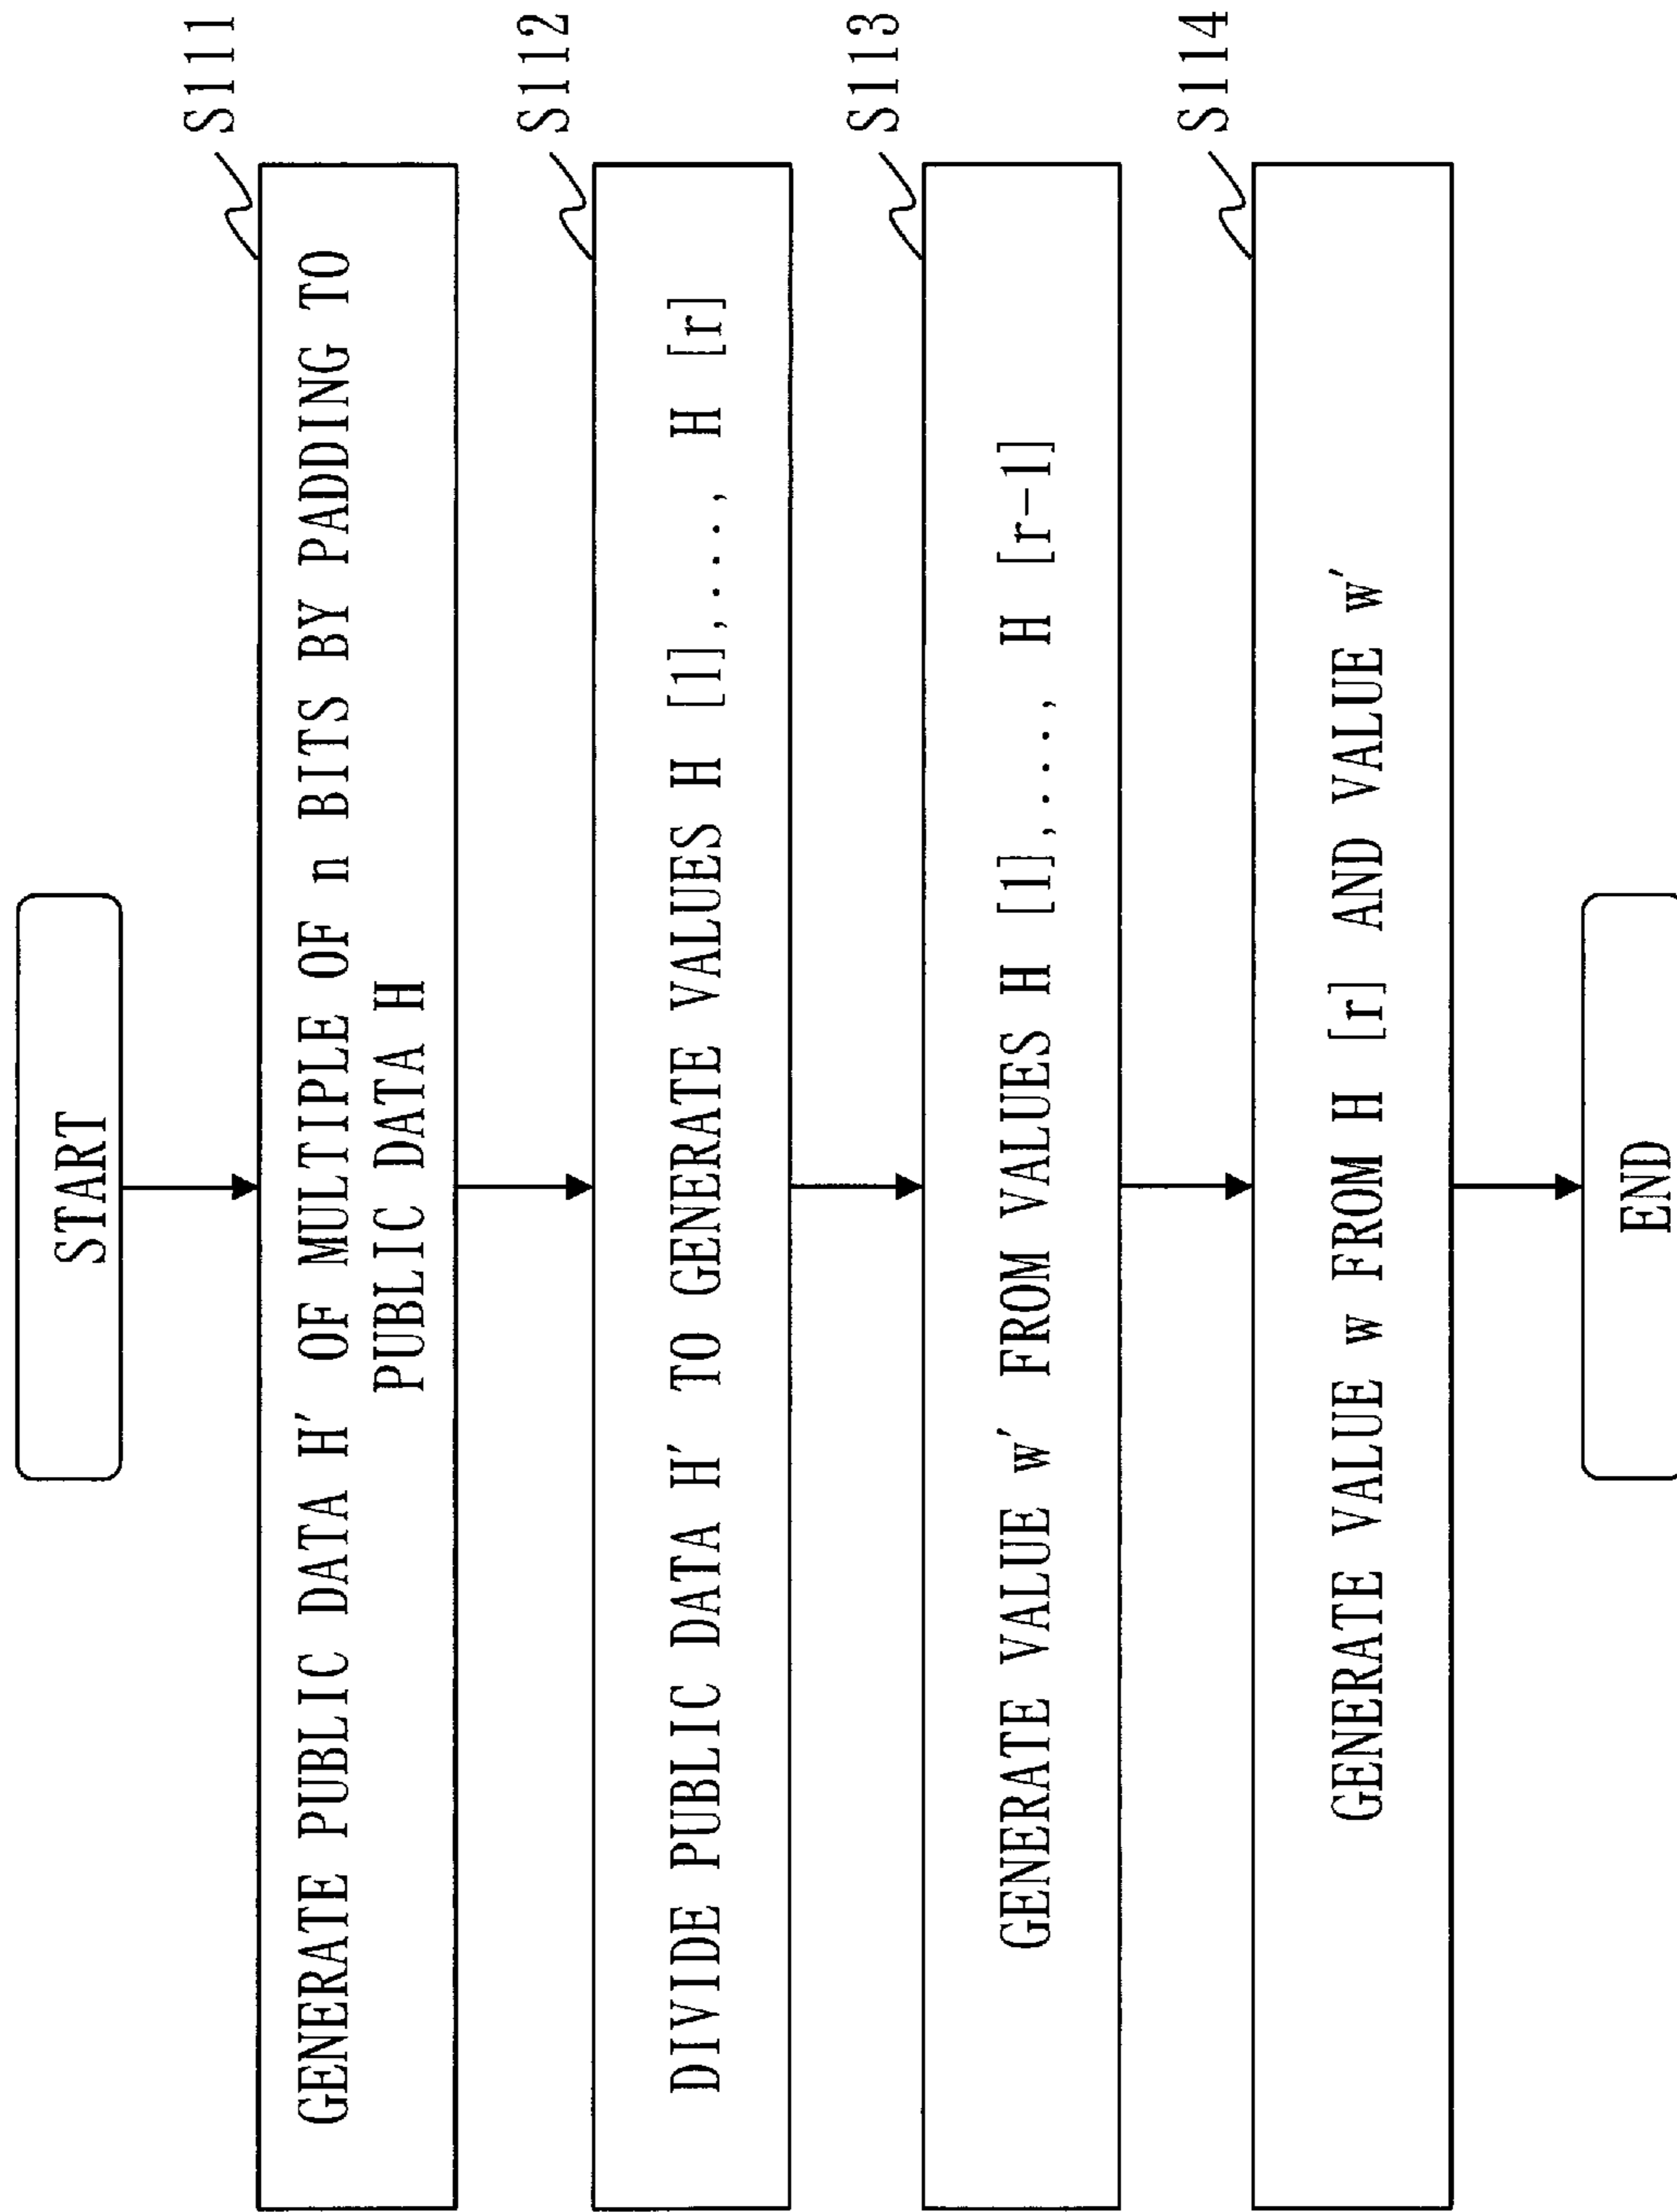 START
S111
GENERATE PUBLIC DATA H′ OF MULTIPLE OF n BITS BY PADDING TO
PUBLIC DATA H
S112
DIVIDE PUBLIC DATA H′ TO GENERATE VALUES H [1],..., H [r]
S113
GENERATE VALUE w′ FROM VALUES H [1],..., H [r-1]
S114
GENERATE VALUE w FROM H [r] AND VALUE w′
END